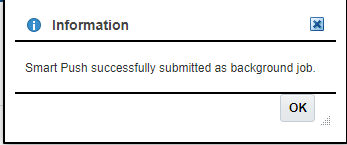 Information
Smart Push successfully submitted as background job.
OK